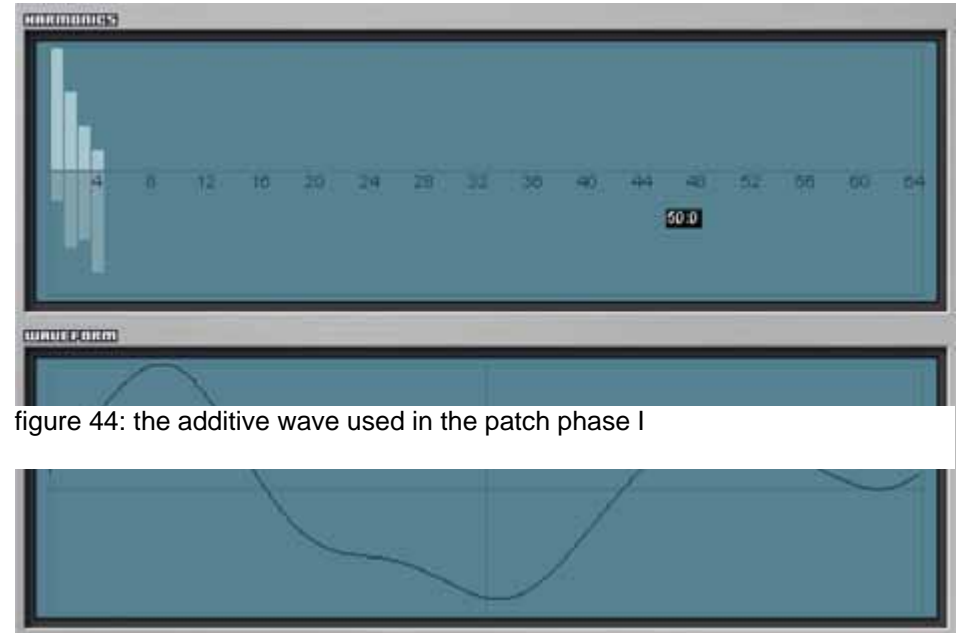 HARMONICS
4 8 12 16 20 24 28 32 36 40 44 48 52 56 60 64
50:0
WAVEFORM
figure 44: the additive wave used in the patch phase I